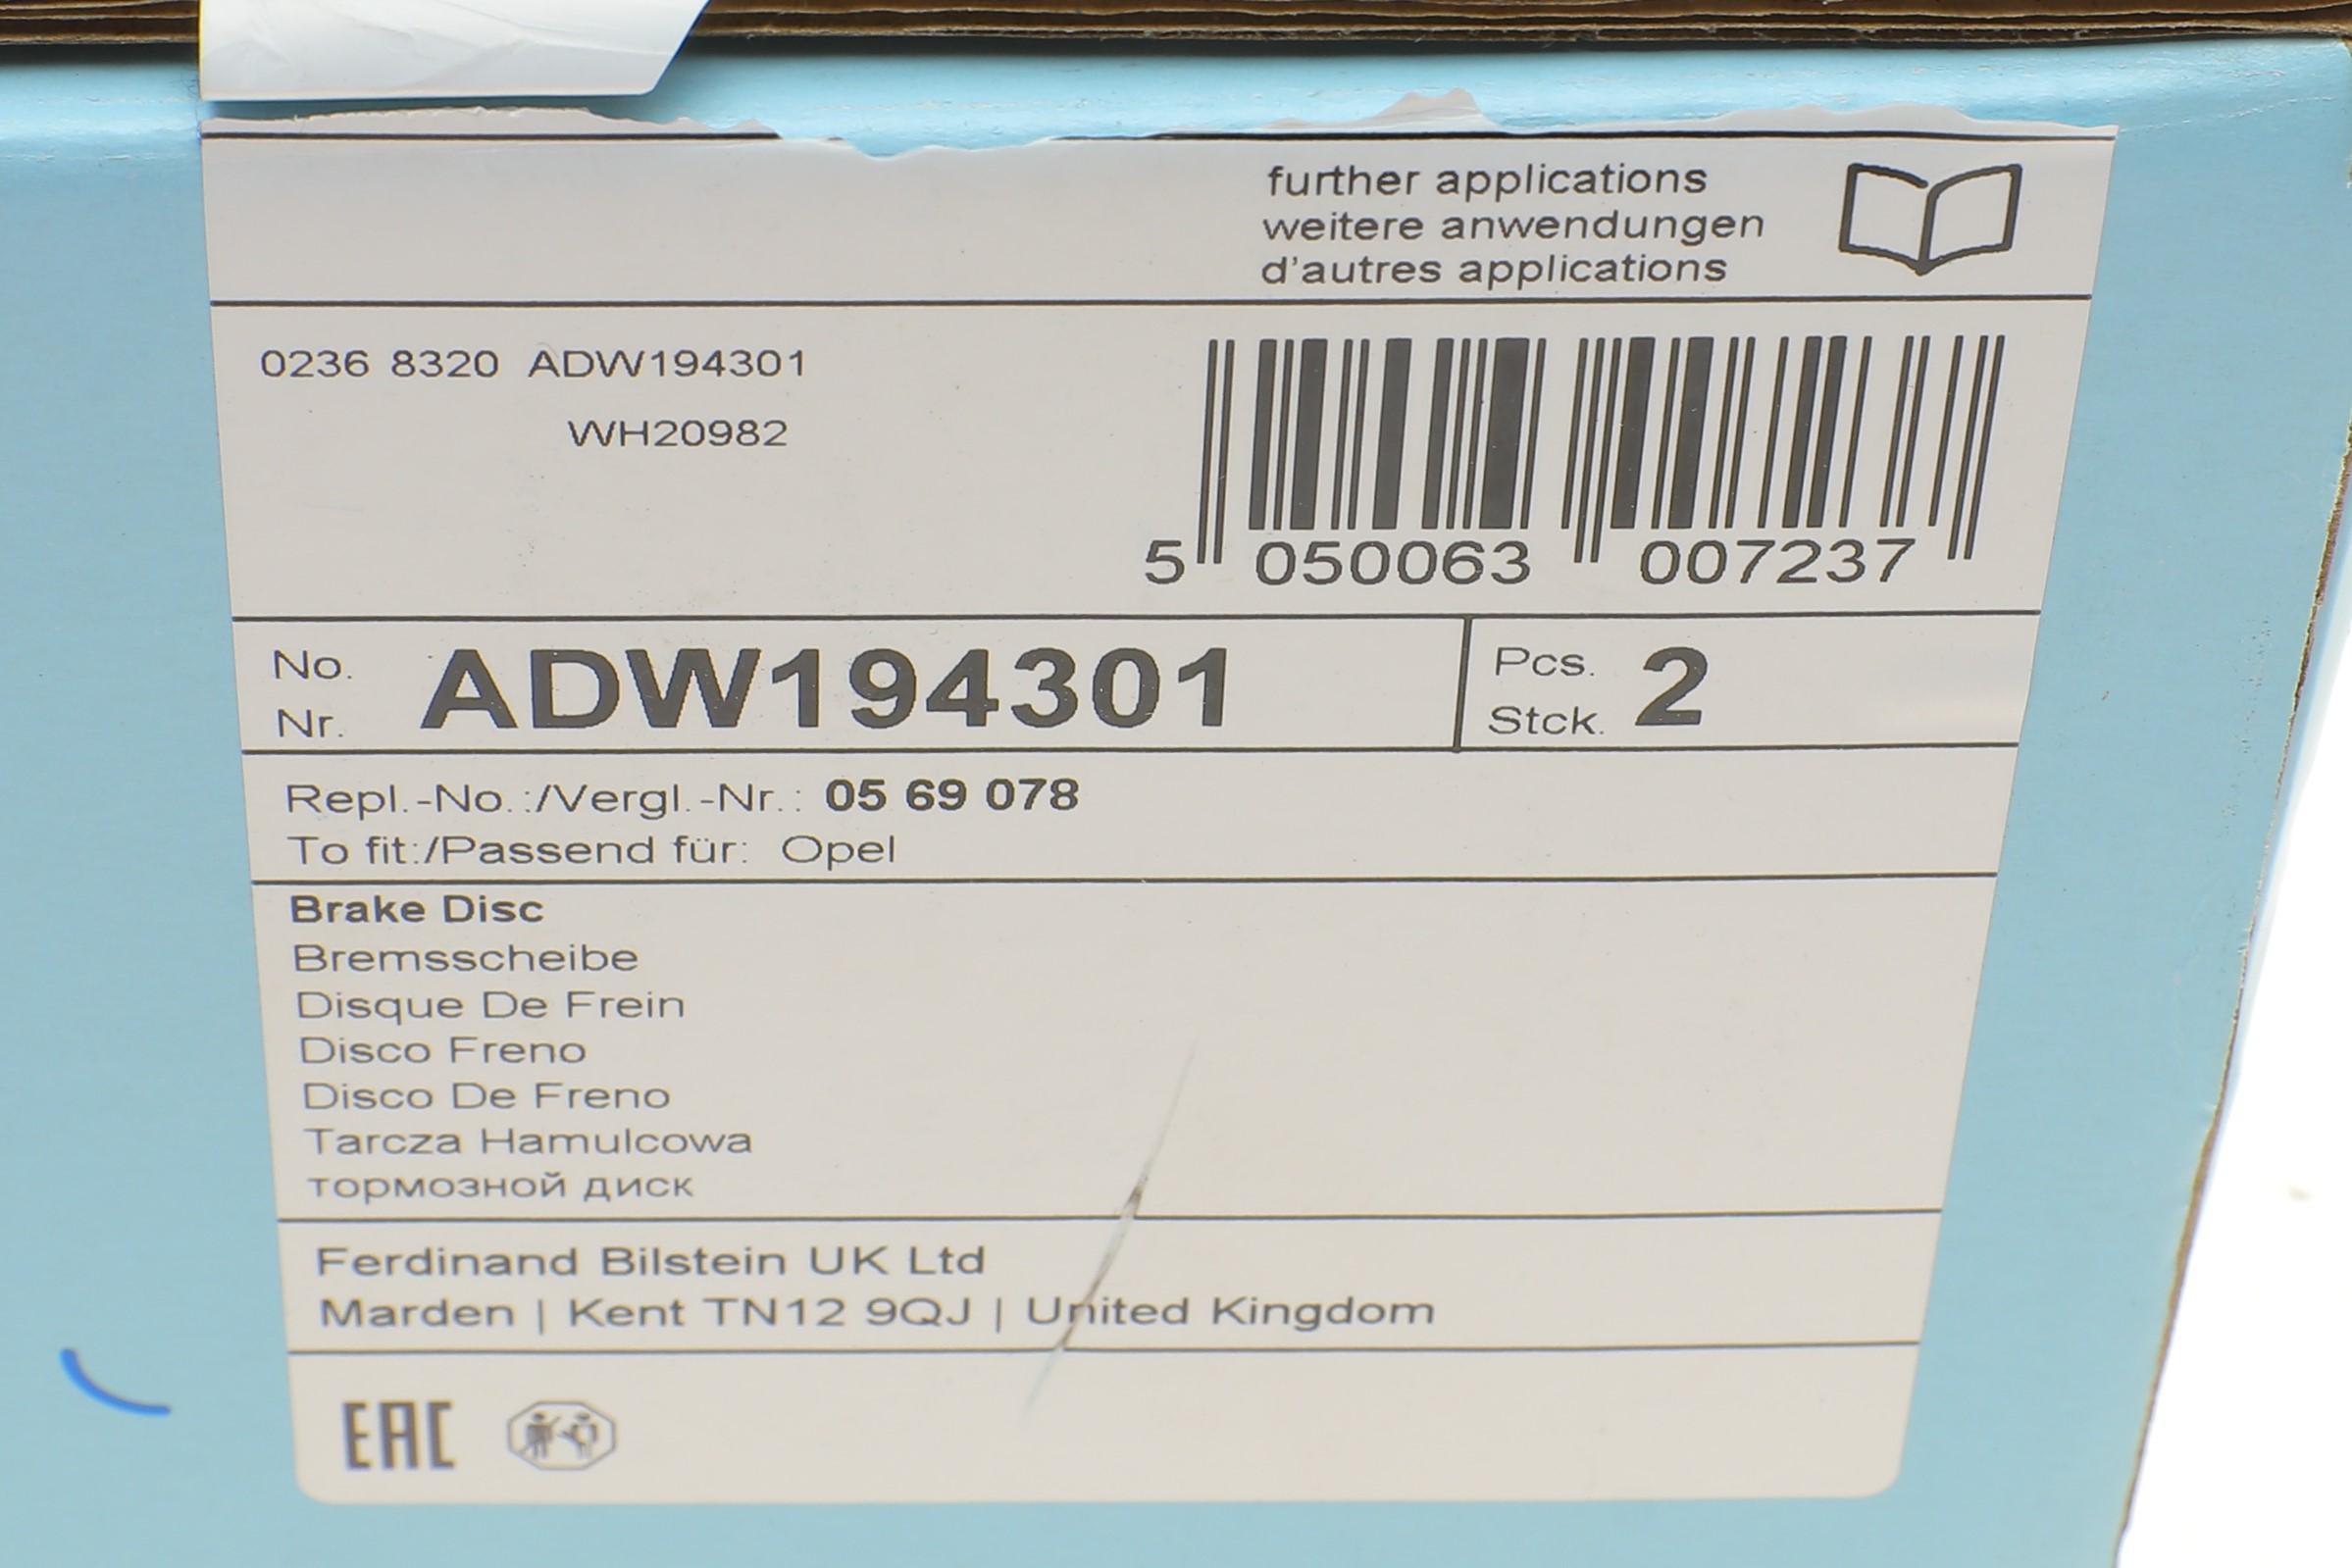 further applications
weitere anwendungen
d'autres applications
0236 8320 ADW194301
WH20982
5 050063 007237
No. ADW194301 Pcs. 2
Nr. Stck.
Repl.-No.:/Vergl.-Nr.: 05 69 078
To fit:/Passend für: Opel
Brake Disc
Bremsscheibe
Disque De Frein
Disco Freno
Disco De Freno
Tarcza Hamulcowa
тормозной диск
Ferdinand Bilstein UK Ltd
Marden | Kent TN12 9QJ | United Kingdom
EAC